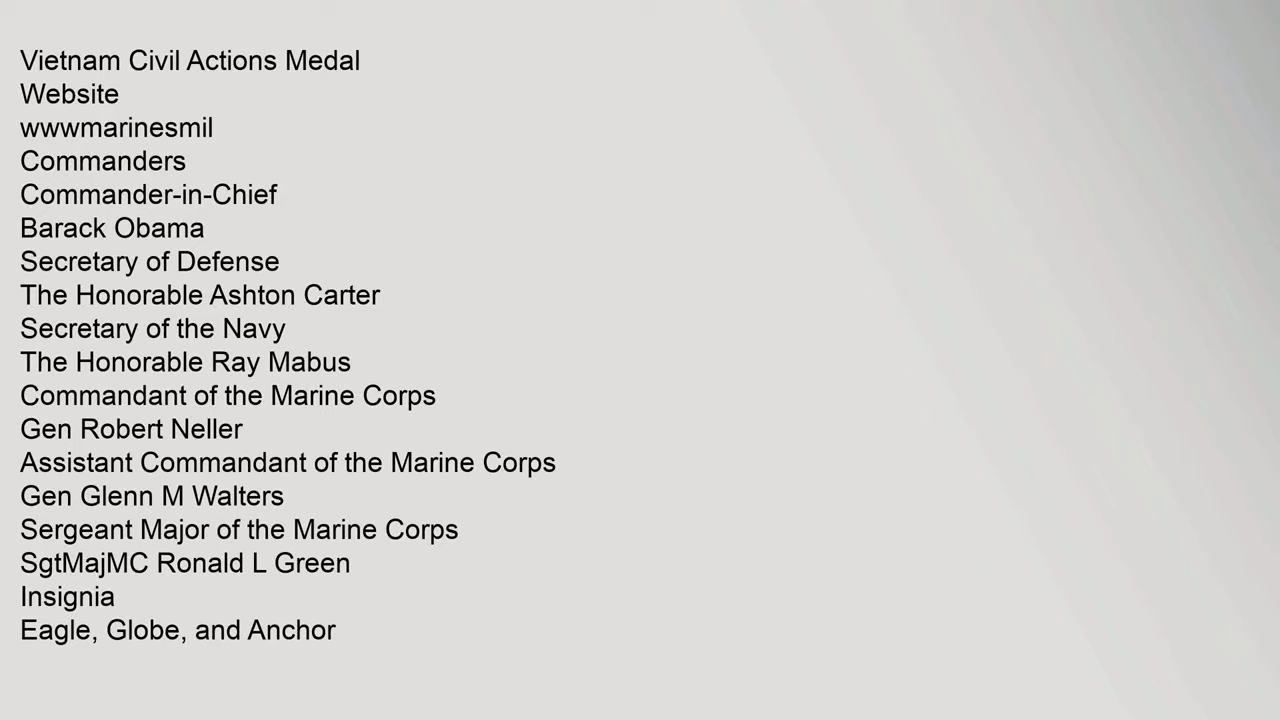 Vietnam Civil Actions Medal
Website
wwwmarinesmil
Commanders
Commander-in-Chief
Barack Obama
Secretary of Defense
The Honorable Ashton Carter
Secretary of the Navy
The Honorable Ray Mabus
Commandant of the Marine Corps
Gen Robert Neller
Assistant Commandant of the Marine Corps
Gen Glenn M Walters
Sergeant Major of the Marine Corps
SgtMajMC Ronald L Green
Insignia
Eagle, Globe, and Anchor